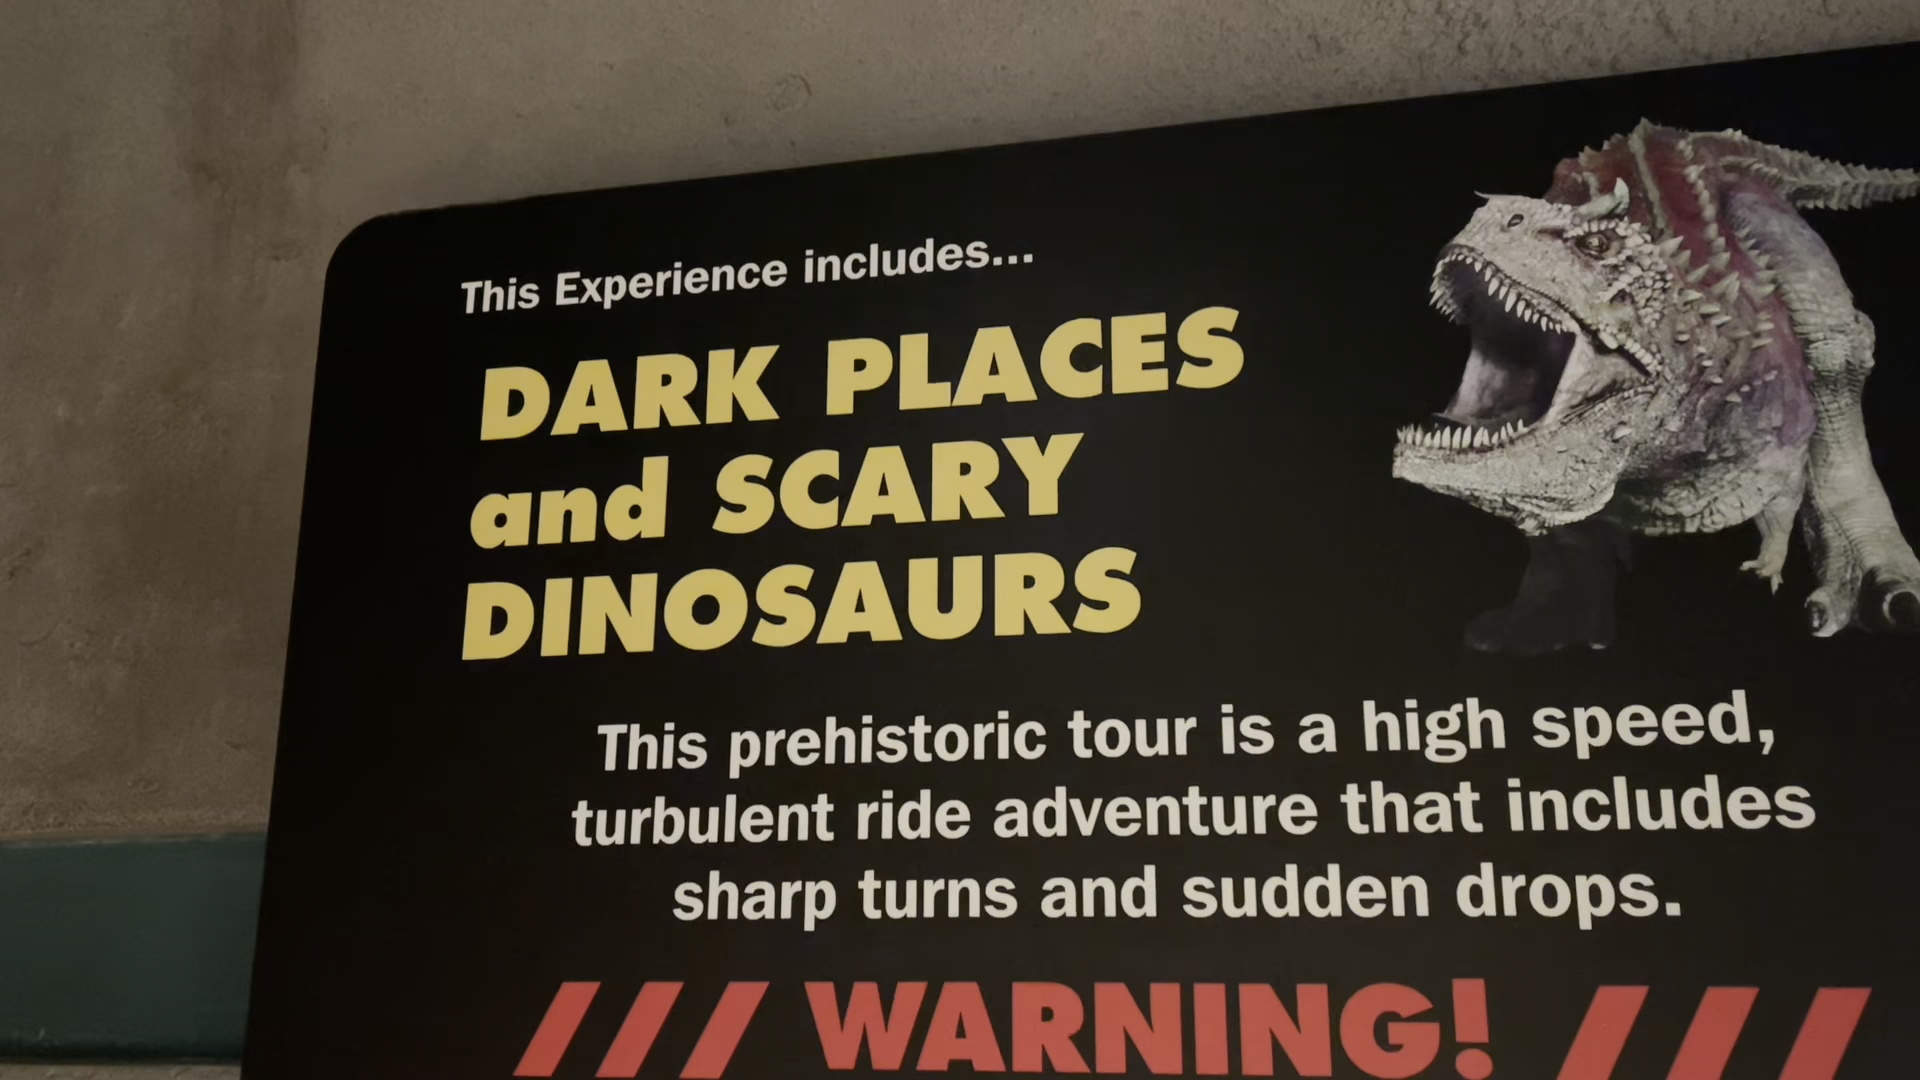 This Experience includes...
DARK PLACES
and SCARY
DINOSAURS
This prehistoric tour is a high speed,
turbulent ride adventure that includes
sharp turns and sudden drops.
/// WARNING! ///